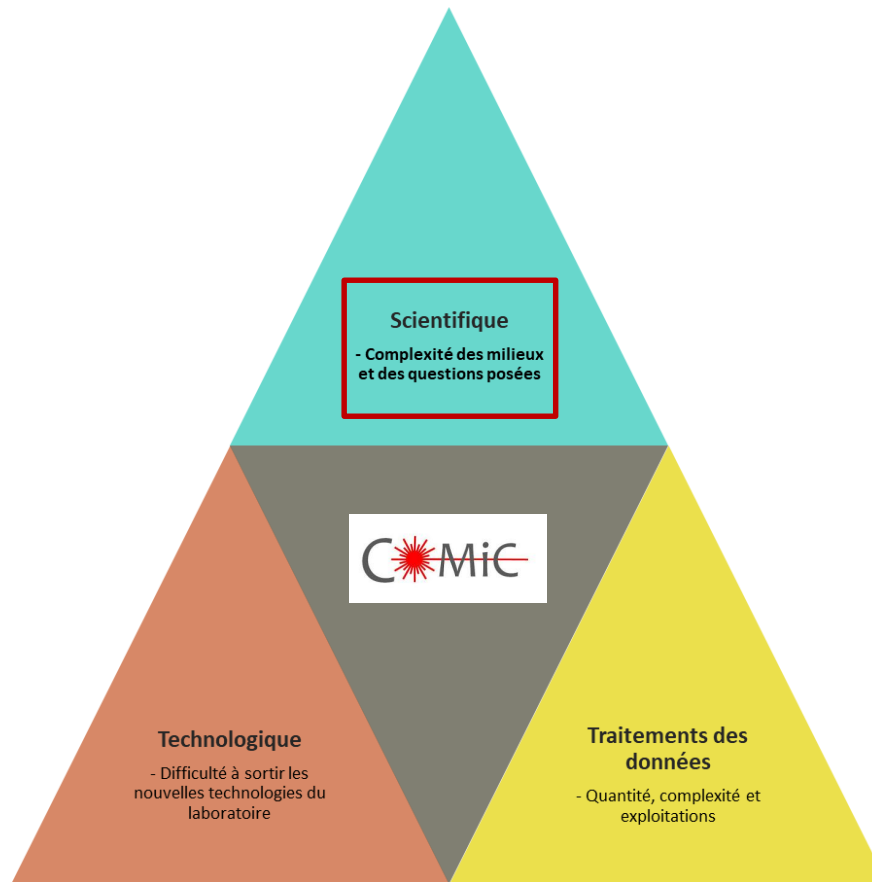 Scientifique
- Complexité des milieux
et des questions posées
COMiC
Technologique
- Difficulté à sortir les
nouvelles technologies du
laboratoire
Traitements des
données
- Quantité, complexité et
exploitations